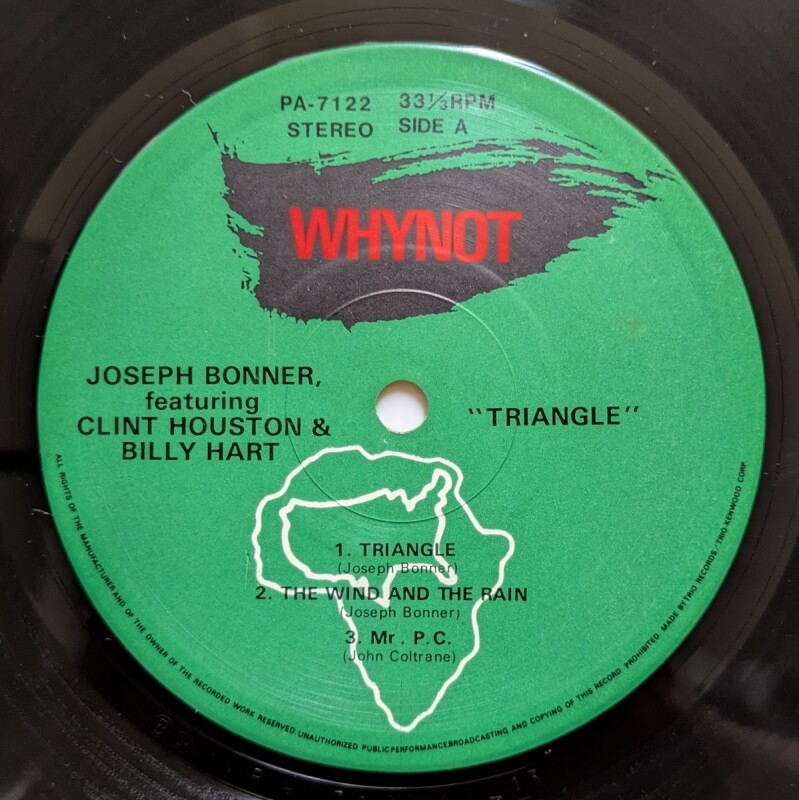 PA-7122 33⅓RPM
STEREO SIDE A
WHYNOT
JOSEPH BONNER,
featuring
CLINT HOUSTON &
BILLY HART
"TRIANGLE"
1. TRIANGLE
(Joseph Bonner)
2. THE WIND AND THE RAIN
(Joseph Bonner)
3. Mr. P.C.
(John Coltrane)
ALL RIGHTS OF THE MANUFACTURER AND OF THE OWNER OF THE RECORDED WORK RESERVED UNAUTHORIZED PUBLIC PERFORMANCE BROADCASTING AND COPYING OF THIS RECORD PROHIBITED. MADE BY TRIO RECORDS/TRIO-KENWOOD CORP.